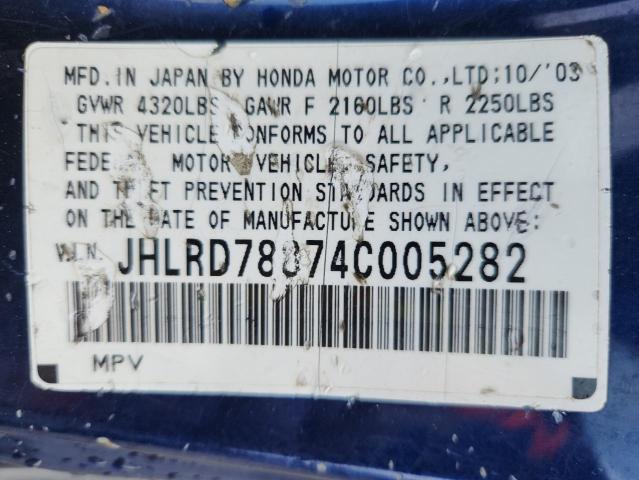 MFD. IN JAPAN BY HONDA MOTOR CO.,LTD;10/'03
GVWR 4320LBS GAWR F 2160LBS R 2250LBS
THIS VEHICLE CONFORMS TO ALL APPLICABLE
FEDERAL MOTOR VEHICLE SAFETY,
AND THEFT PREVENTION STANDARDS IN EFFECT
ON THE DATE OF MANUFACTURE SHOWN ABOVE:
V.I.N. JHLRD78874C005282
MPV